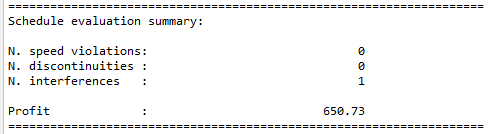 ====================================================================
Schedule evaluation summary:
N. speed violations: 0
N. discontinuities : 0
N. interferences : 1
Profit : 650.73
====================================================================